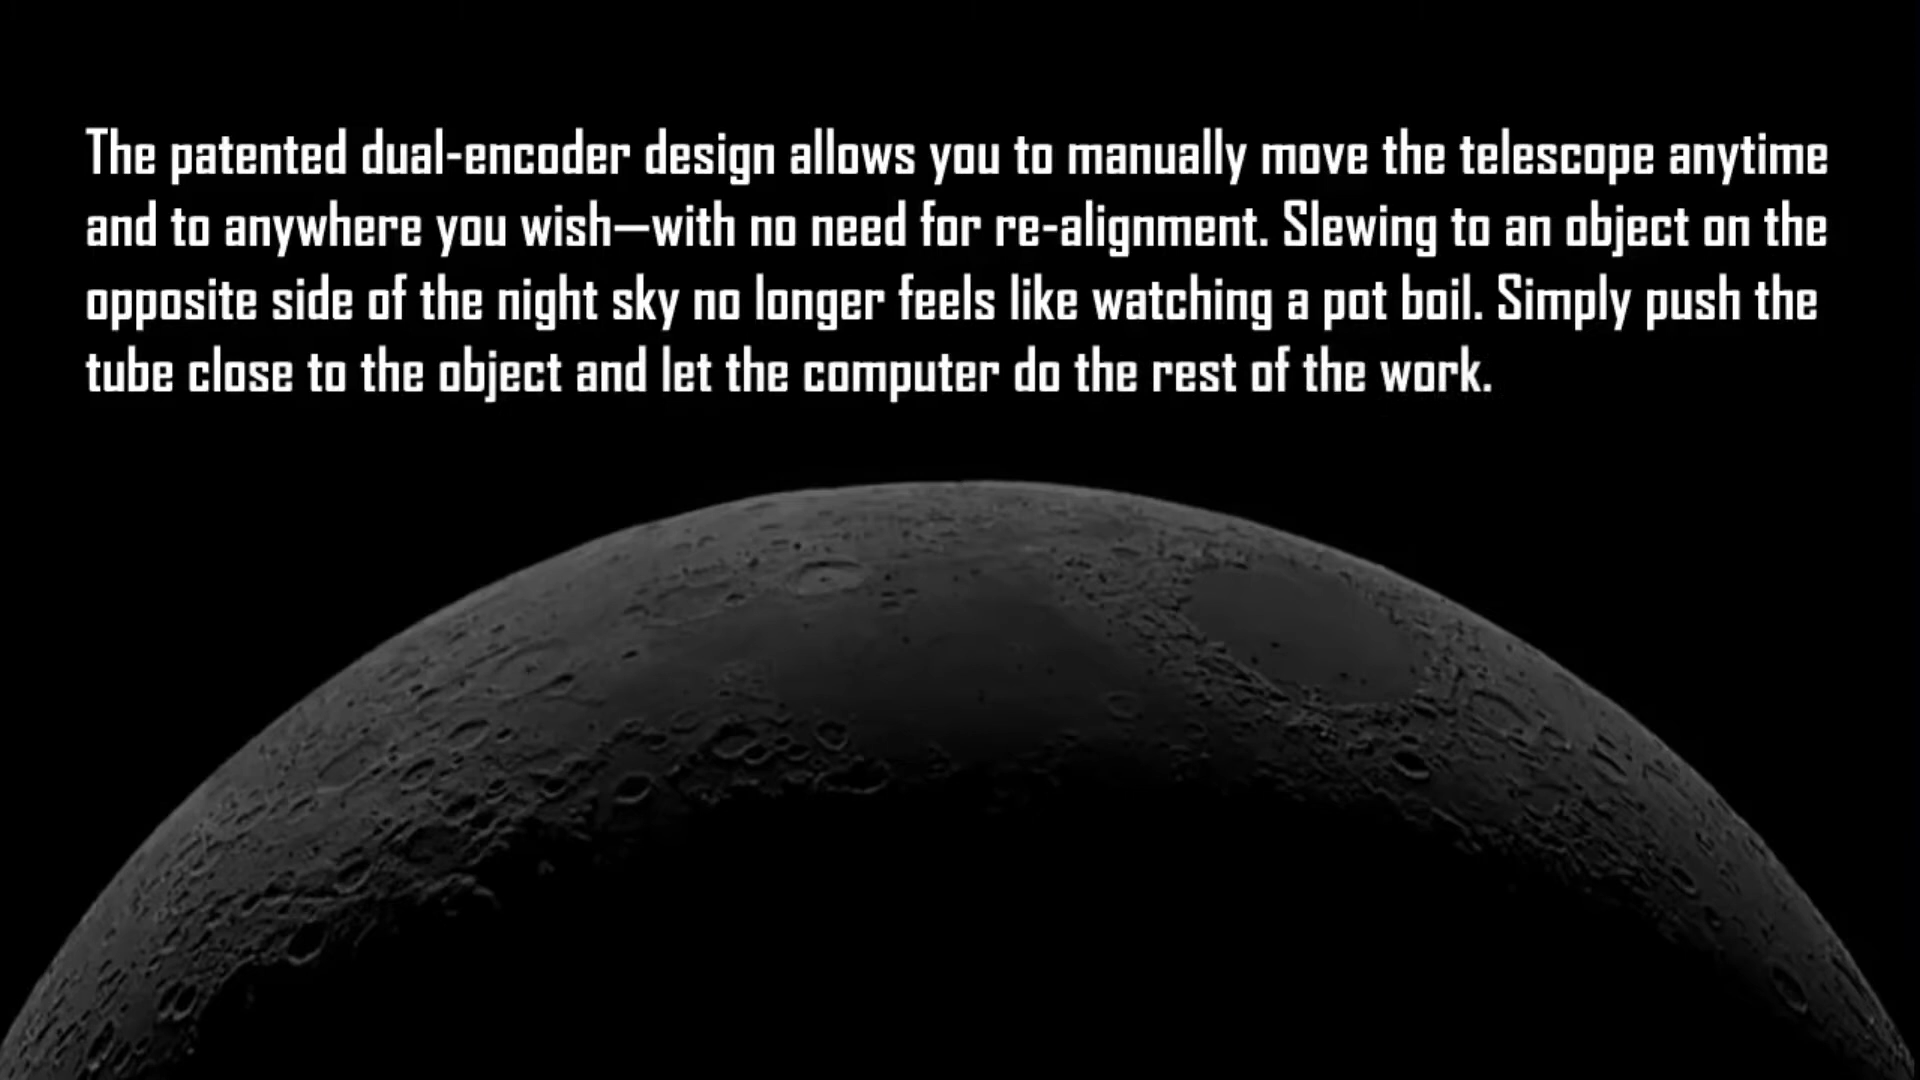 The patented dual-encoder design allows you to manually move the telescope anytime
and to anywhere you wish—with no need for re-alignment. Slewing to an object on the
opposite side of the night sky no longer feels like watching a pot boil. Simply push the
tube close to the object and let the computer do the rest of the work.